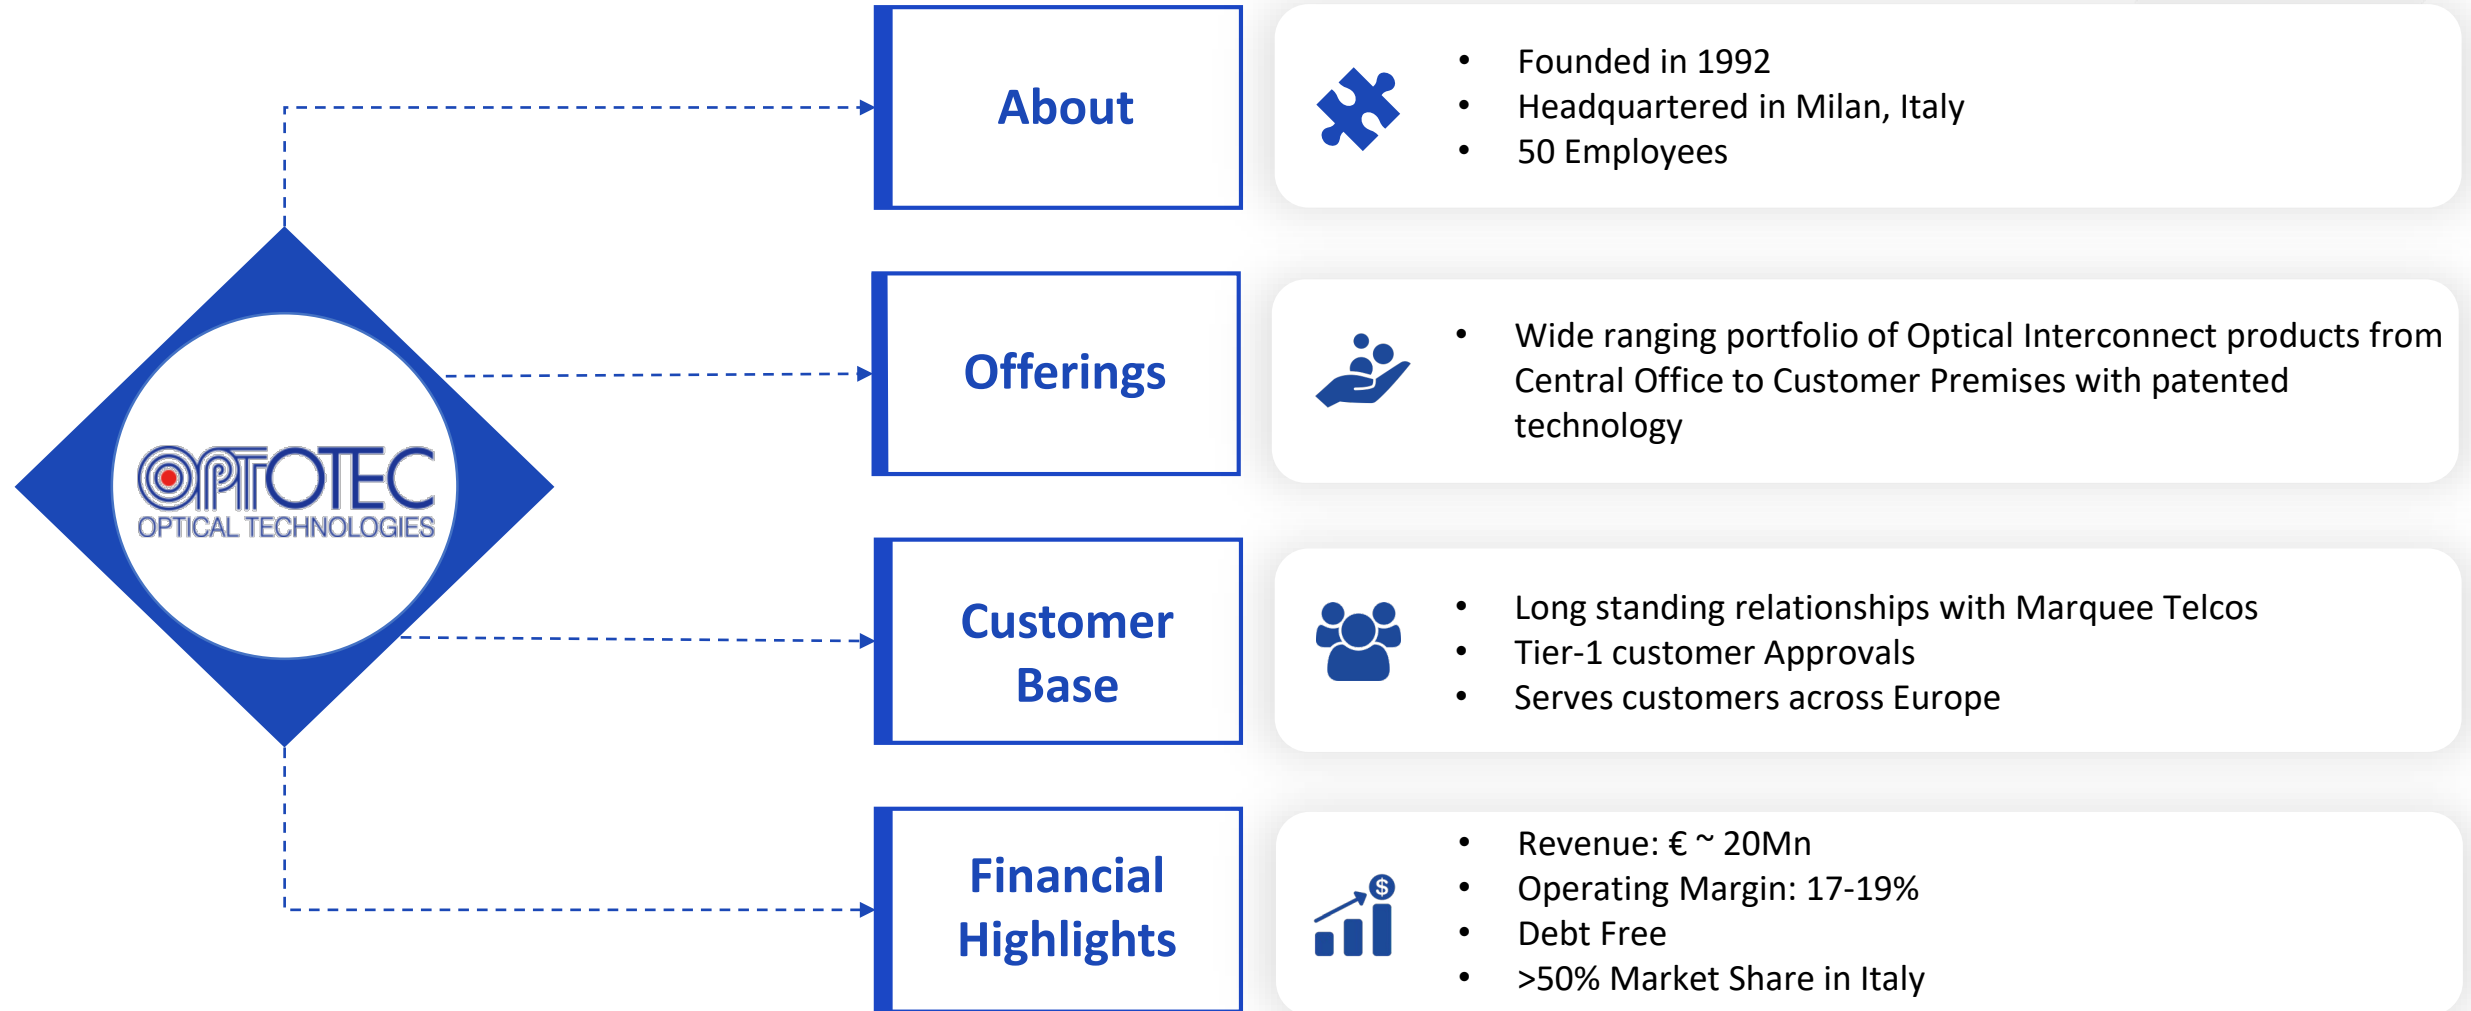 OPTOTEC
OPTICAL TECHNOLOGIES
About
• Founded in 1992
• Headquartered in Milan, Italy
• 50 Employees
Offerings
• Wide ranging portfolio of Optical Interconnect products from
Central Office to Customer Premises with patented
technology
Customer
Base
• Long standing relationships with Marquee Telcos
• Tier-1 customer Approvals
• Serves customers across Europe
Financial
Highlights
$
• Revenue: € ~ 20Mn
• Operating Margin: 17-19%
• Debt Free
• >50% Market Share in Italy